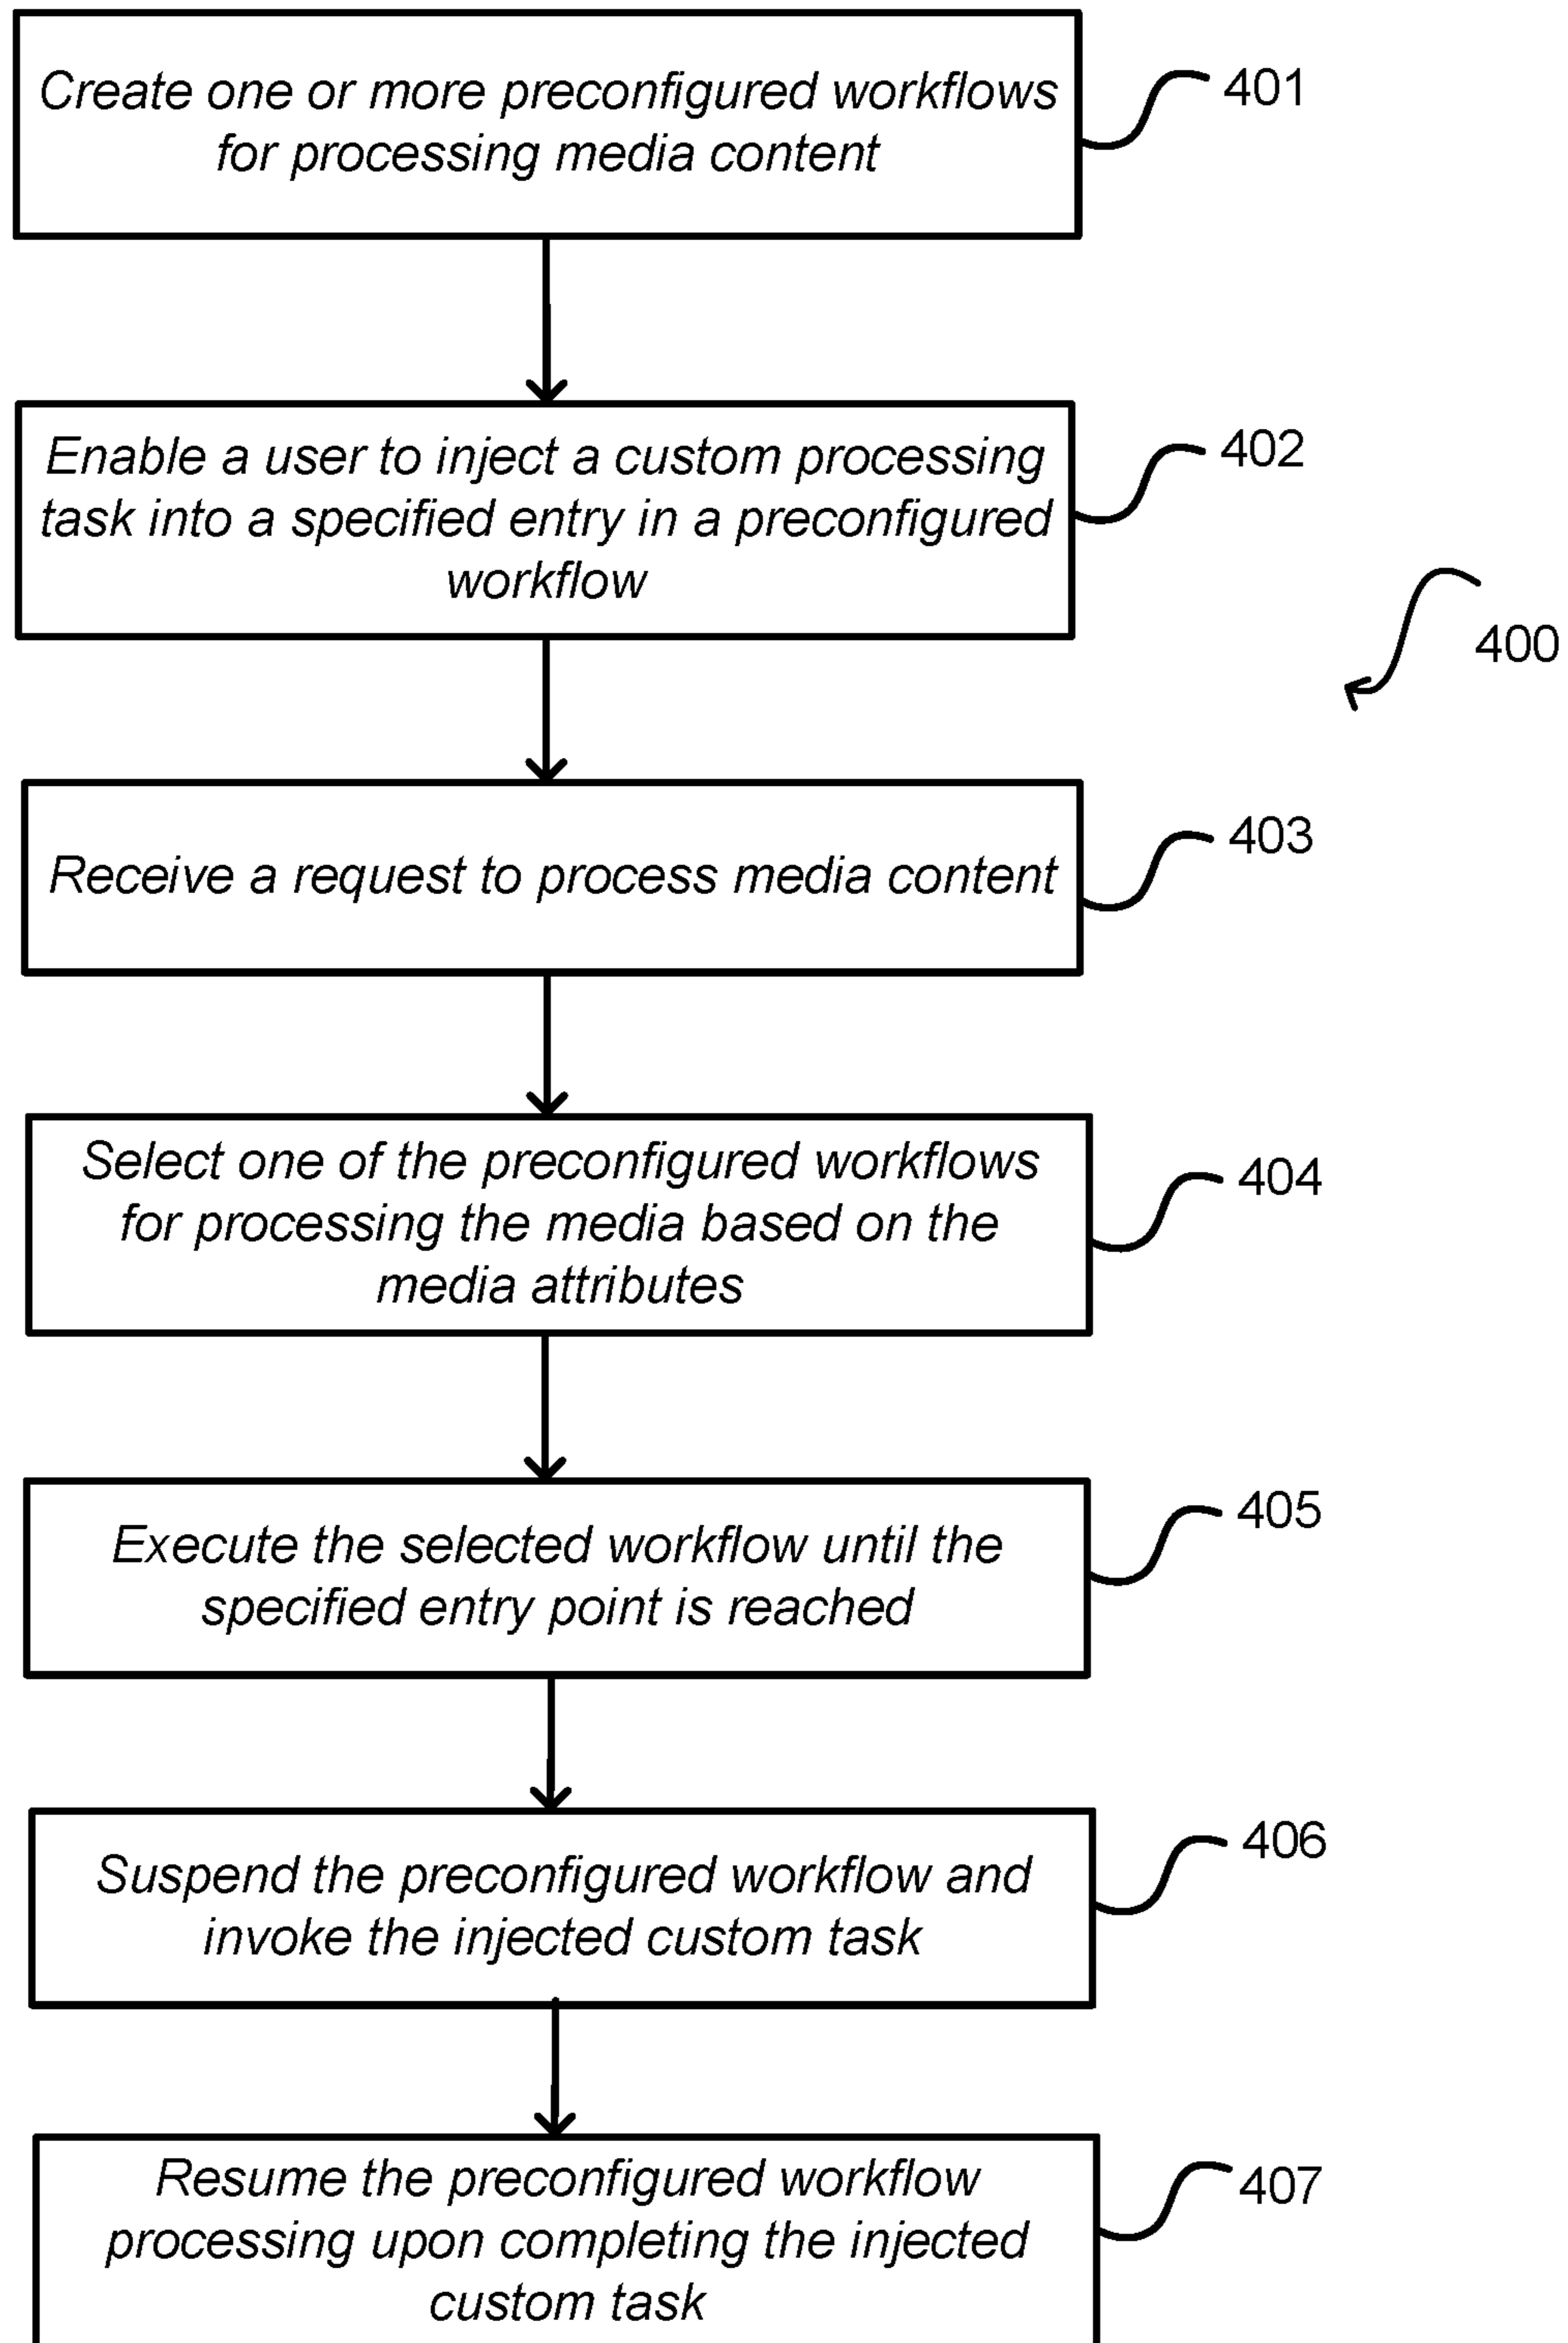 Create one or more preconfigured workflows
for processing media content
401
Enable a user to inject a custom processing
task into a specified entry in a preconfigured
workflow
402
400
Receive a request to process media content
403
Select one of the preconfigured workflows
for processing the media based on the
media attributes
404
Execute the selected workflow until the
specified entry point is reached
405
Suspend the preconfigured workflow and
invoke the injected custom task
406
Resume the preconfigured workflow
processing upon completing the injected
custom task
407